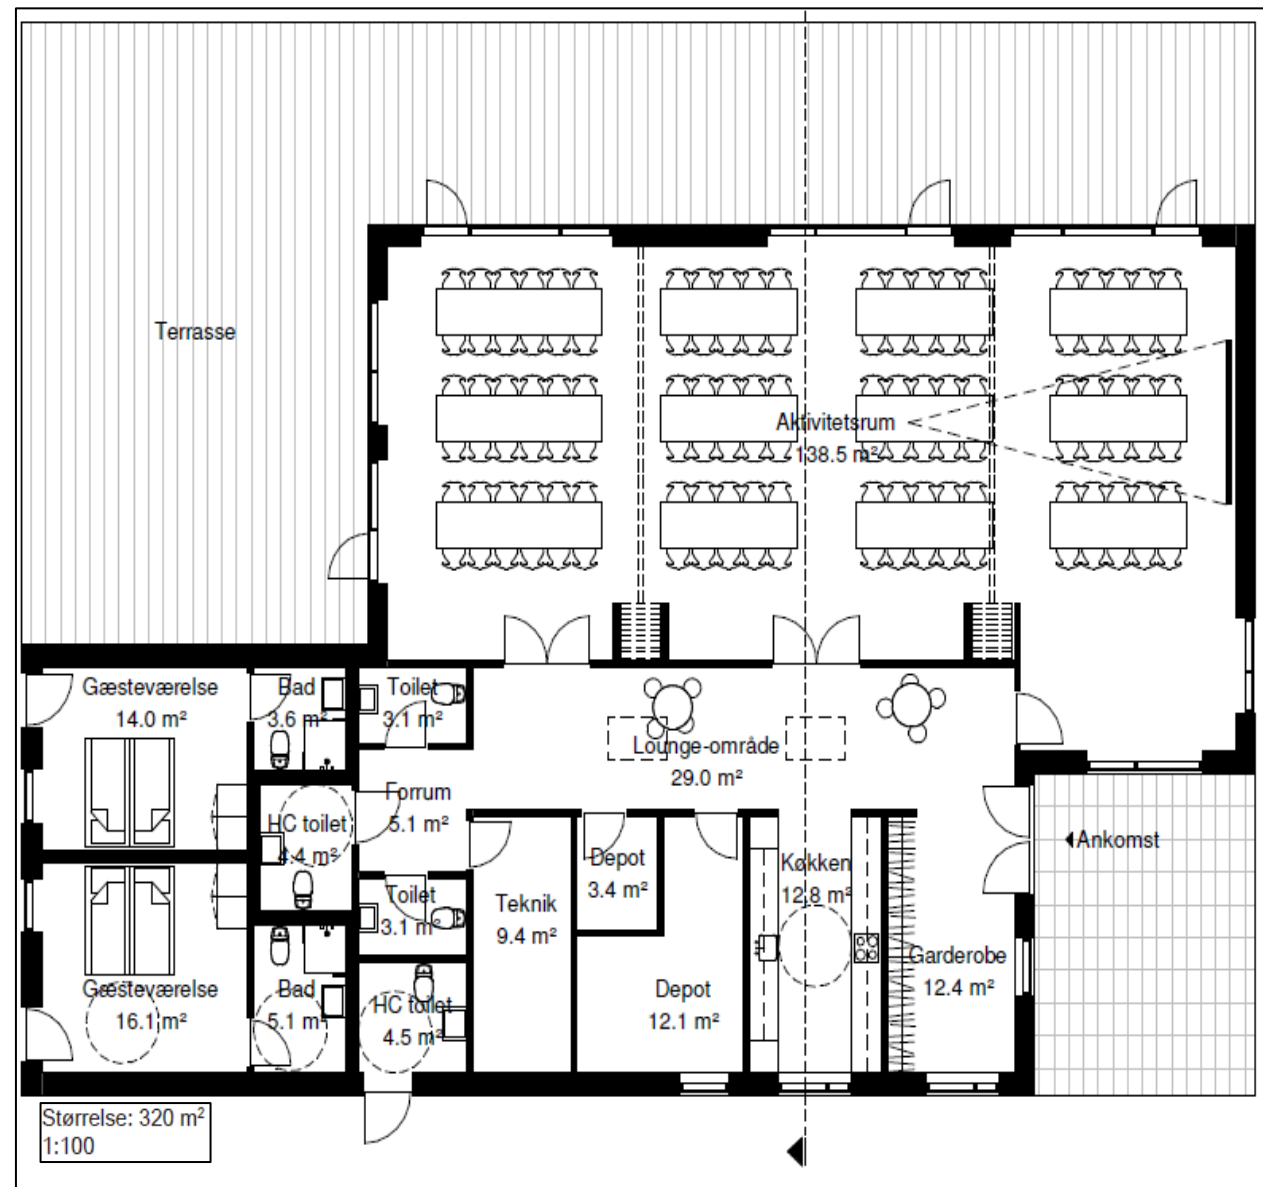 Terrasse
Aktivitetsrum
138.5 m²
Gæsteværelse
14.0 m²
Bad
3.6 m²
Toilet
3.1 m²
Lounge-område
29.0 m²
Forrum
5.1 m²
HC toilet
4.4 m²
Ankomst
Depot
3.4 m²
Køkken
12.8 m²
Toilet
3.1 m²
Teknik
9.4 m²
Garderobe
12.4 m²
Gæsteværelse
16.1 m²
Bad
5.1 m²
HC toilet
4.5 m²
Depot
12.1 m²
Størrelse: 320 m²
1:100